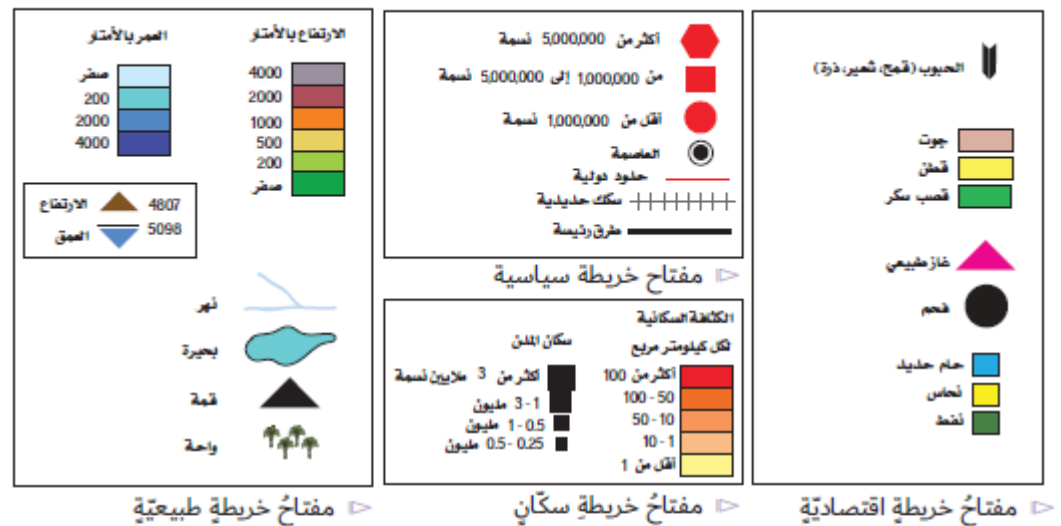 الحبوب (قمح، شعير، ذرة)
جوت
قطن
قصب سكر
غاز طبيعي
فحم
خام حديد
نحاس
نفط
مفتاحُ خريطةٍ اقتصاديّةٍ
أكثر من 5,000,000 نسمة
من 1,000,000 إلى 5,000,000 نسمة
أقل من 1,000,000 نسمة
العاصمة
حدود دولية
سكك حديدية
طرق رئيسة
مفتاح خريطة سياسية
الكثافة السكانية
لكل كيلومتر مربع
أكثر من 100
50 - 100
10 - 50
1 - 10
أقل من 1
سكان المدن
أكثر من 3 ملايين نسمة
1 - 3 مليون
0.5 - 1 مليون
0.25 - 0.5 مليون
مفتاحُ خريطةِ سكّانٍ
الارتفاع بالأمتار
4000
2000
1000
500
200
صفر
العمر بالأمتار
صفر
200
2000
4000
4807 الارتفاع
5098 العمق
نهر
بحيرة
قمة
واحة
مفتاحُ خريطةٍ طبيعيّةٍ